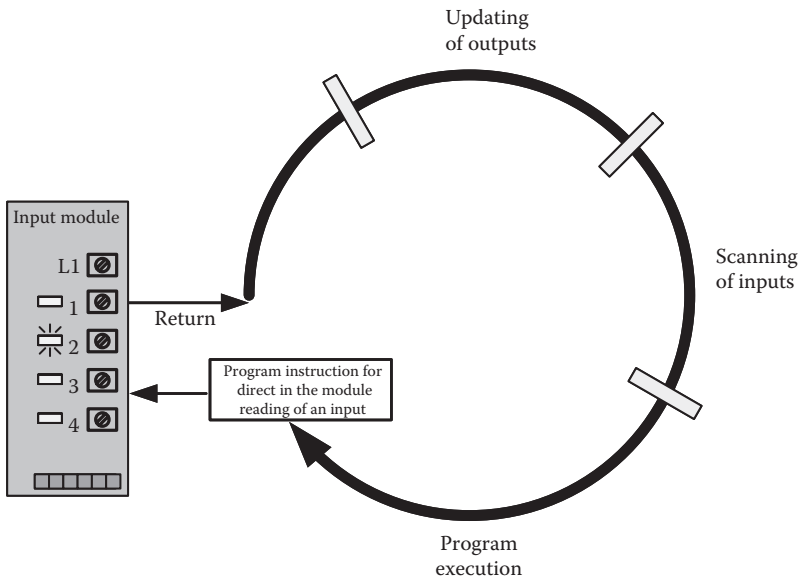 Updating
of outputs
Input module
L1
1
2
3
4
Return
Scanning
of inputs
Program instruction for
direct in the module
reading of an input
Program
execution